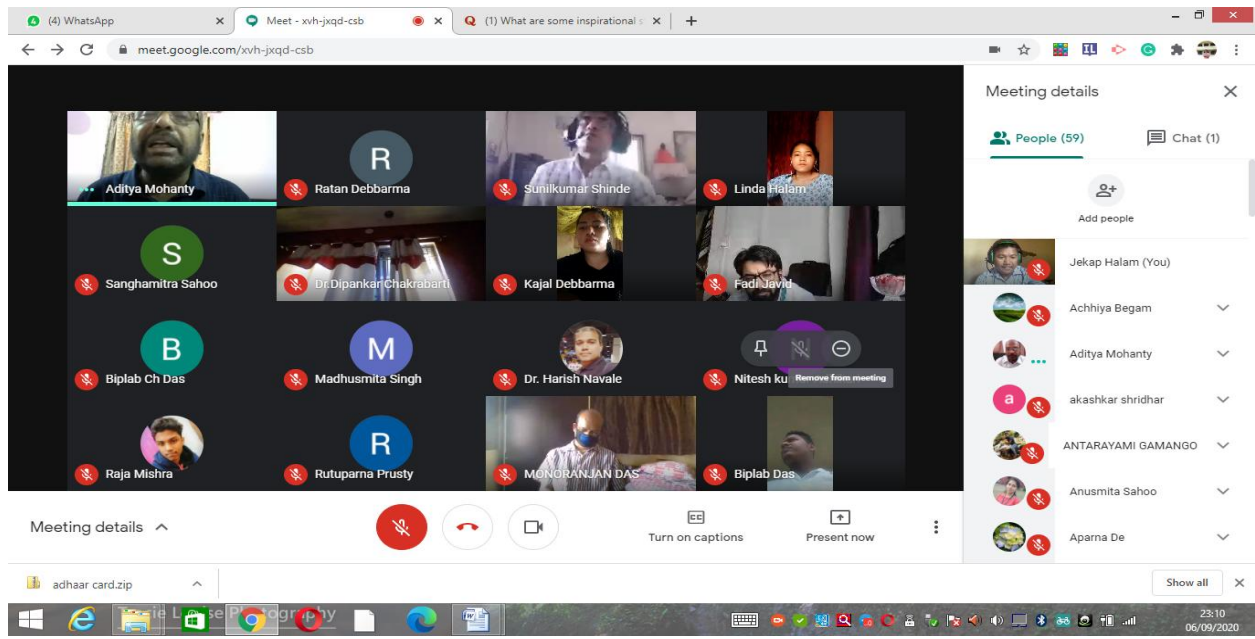 (4) WhatsApp
Meet - xvh-jxqd-csb
(1) What are some inspirational s
meet.google.com/xvh-jxqd-csb
Meeting details
People (59)
Chat (1)
Add people
Jekap Halam (You)
Achhiya Begam
Aditya Mohanty
akashkar shridhar
ANTARAYAMI GAMANGO
Anusmita Sahoo
Aparna De
Aditya Mohanty
R
Ratan Debbarma
Sunilkumar Shinde
Linda Halam
S
Sanghamitra Sahoo
Dr.Dipankar Chakrabarti
Kajal Debbarma
Fadi Javid
B
Biplab Ch Das
M
Madhusmita Singh
Dr. Harish Navale
Nitesh ku
Remove from meeting
Raja Mishra
R
Rutuparna Prusty
MONORANJAN DAS
Biplab Das
a
Meeting details
Turn on captions
Present now
adhaar card.zip
Show all
23:10
06/09/2020